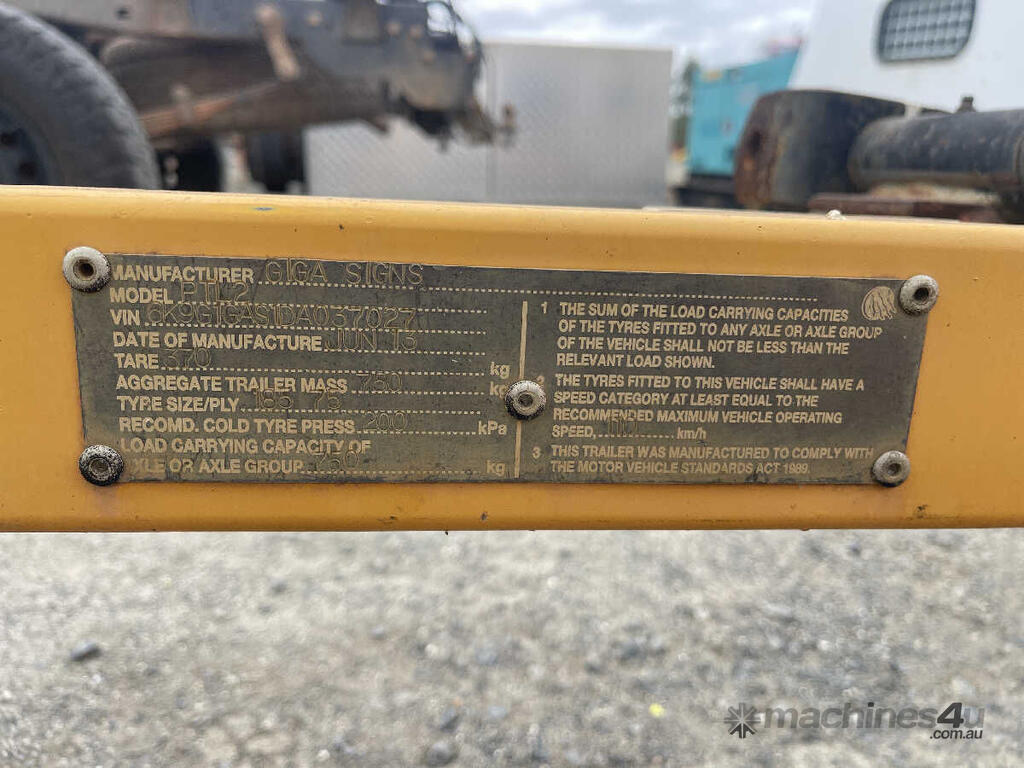 MANUFACTURER GIGA SIGNS
MODEL PTL2
VIN 6K9G1GAS1DA037027
DATE OF MANUFACTURE JUN 13
TARE 370 kg
AGGREGATE TRAILER MASS 750 kg
TYRE SIZE/PLY 185 75
RECOMD. COLD TYRE PRESS. 200 kPa
LOAD CARRYING CAPACITY OF
AXLE OR AXLE GROUP 750 kg
1 THE SUM OF THE LOAD CARRYING CAPACITIES
OF THE TYRES FITTED TO ANY AXLE OR AXLE GROUP
OF THE VEHICLE SHALL NOT BE LESS THAN THE
RELEVANT LOAD SHOWN.
2 THE TYRES FITTED TO THIS VEHICLE SHALL HAVE A
SPEED CATEGORY AT LEAST EQUAL TO THE
RECOMMENDED MAXIMUM VEHICLE OPERATING
SPEED, 110 km/h
3 THIS TRAILER WAS MANUFACTURED TO COMPLY WITH
THE MOTOR VEHICLE STANDARDS ACT 1989.
machines4u
.com.au